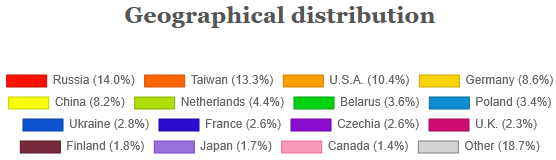 Geographical distribution
Russia (14.0%) Taiwan (13.3%) U.S.A. (10.4%) Germany (8.6%)
China (8.2%) Netherlands (4.4%) Belarus (3.6%) Poland (3.4%)
Ukraine (2.8%) France (2.6%) Czechia (2.6%) U.K. (2.3%)
Finland (1.8%) Japan (1.7%) Canada (1.4%) Other (18.7%)